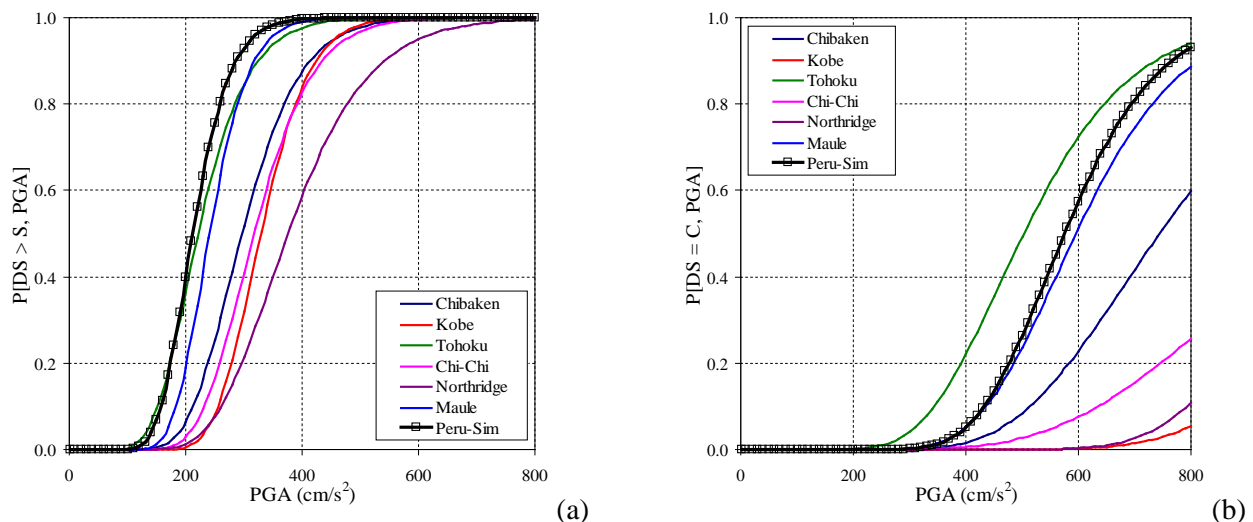 1.0
0.8
0.6
0.4
0.2
0.0
P[DS > S, PGA]
0
200
400
600
800
PGA (cm/s²)
Chibaken
Kobe
Tohoku
Chi-Chi
Northridge
Maule
Peru-Sim
(a)
1.0
0.8
0.6
0.4
0.2
0.0
P[DS = C, PGA]
0
200
400
600
800
PGA (cm/s²)
Chibaken
Kobe
Tohoku
Chi-Chi
Northridge
Maule
Peru-Sim
(b)